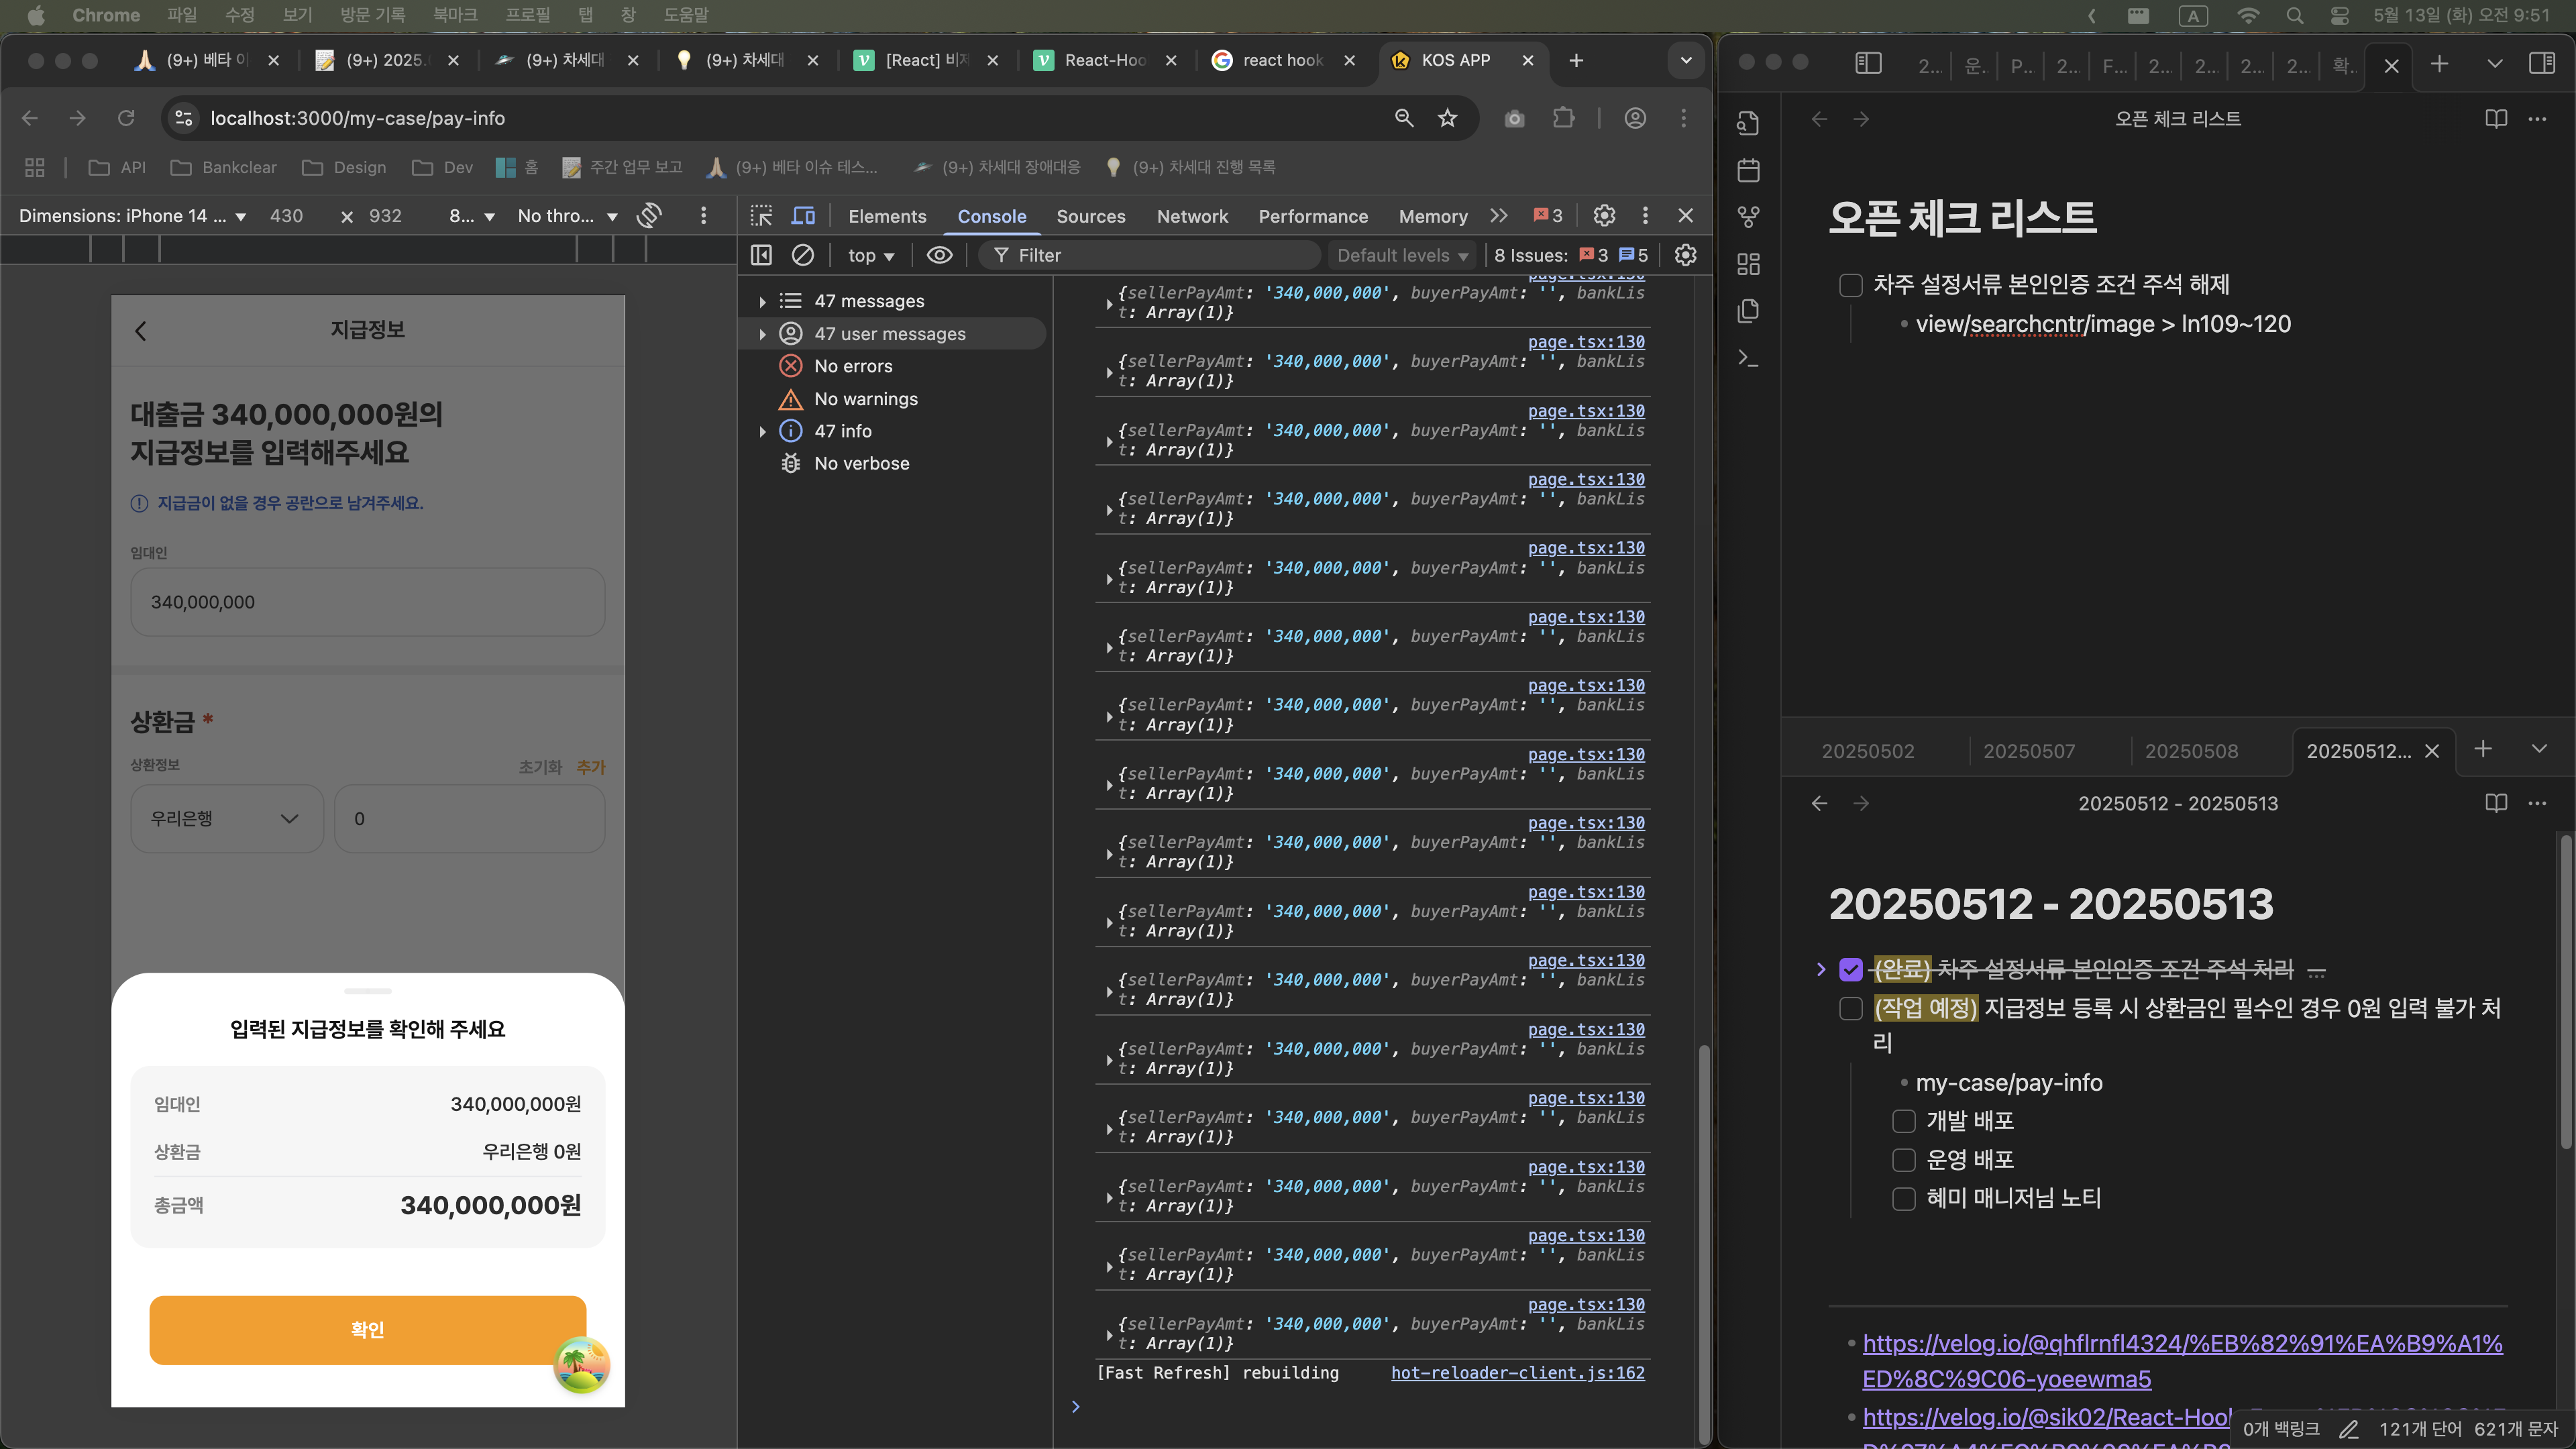 Chrome 파일 수정 보기 방문 기록 북마크 프로필 탭 창 도움말
A 5월 13일 (화) 오전 9:51
(9+) 베타 이 (9+) 2025. (9+) 차세대 (9+) 차세대 [React] 비제 React-Hoo react hook KOS APP
localhost:3000/my-case/pay-info
API Bankclear Design Dev 홈 주간 업무 보고 (9+) 베타 이슈 테스... (9+) 차세대 장애대응 (9+) 차세대 진행 목록
Dimensions: iPhone 14 ... 430 × 932 8... No thro...
지급정보
대출금 340,000,000원의
지급정보를 입력해주세요
지급금이 없을 경우 공란으로 남겨주세요.
임대인
340,000,000
상환금 *
상환정보 초기화 추가
우리은행 0
입력된 지급정보를 확인해 주세요
임대인 340,000,000원
상환금 우리은행 0원
총금액 340,000,000원
확인
Elements Console Sources Network Performance Memory 3
top Filter Default levels 8 Issues: 3 5
47 messages
47 user messages
No errors
No warnings
47 info
No verbose
{sellerPayAmt: '340,000,000', buyerPayAmt: '', bankLis
t: Array(1)}
page.tsx:130
{sellerPayAmt: '340,000,000', buyerPayAmt: '', bankLis
t: Array(1)}
page.tsx:130
{sellerPayAmt: '340,000,000', buyerPayAmt: '', bankLis
t: Array(1)}
page.tsx:130
{sellerPayAmt: '340,000,000', buyerPayAmt: '', bankLis
t: Array(1)}
page.tsx:130
{sellerPayAmt: '340,000,000', buyerPayAmt: '', bankLis
t: Array(1)}
page.tsx:130
{sellerPayAmt: '340,000,000', buyerPayAmt: '', bankLis
t: Array(1)}
page.tsx:130
{sellerPayAmt: '340,000,000', buyerPayAmt: '', bankLis
t: Array(1)}
page.tsx:130
{sellerPayAmt: '340,000,000', buyerPayAmt: '', bankLis
t: Array(1)}
page.tsx:130
{sellerPayAmt: '340,000,000', buyerPayAmt: '', bankLis
t: Array(1)}
page.tsx:130
{sellerPayAmt: '340,000,000', buyerPayAmt: '', bankLis
t: Array(1)}
page.tsx:130
{sellerPayAmt: '340,000,000', buyerPayAmt: '', bankLis
t: Array(1)}
page.tsx:130
{sellerPayAmt: '340,000,000', buyerPayAmt: '', bankLis
t: Array(1)}
page.tsx:130
{sellerPayAmt: '340,000,000', buyerPayAmt: '', bankLis
t: Array(1)}
page.tsx:130
{sellerPayAmt: '340,000,000', buyerPayAmt: '', bankLis
t: Array(1)}
page.tsx:130
{sellerPayAmt: '340,000,000', buyerPayAmt: '', bankLis
t: Array(1)}
page.tsx:130
{sellerPayAmt: '340,000,000', buyerPayAmt: '', bankLis
t: Array(1)}
[Fast Refresh] rebuilding hot-reloader-client.js:162
2... 운. P... 2... F... 2... 2... 2... 2... 확.
오픈 체크 리스트
오픈 체크 리스트
차주 설정서류 본인인증 조건 주석 해제
view/searchcntr/image > ln109~120
20250502 20250507 20250508 20250512...
20250512 - 20250513
20250512 - 20250513
(완료) 차주 설정서류 본인인증 조건 주석 처리 ...
(작업 예정) 지급정보 등록 시 상환금인 필수인 경우 0원 입력 불가 처
리
my-case/pay-info
개발 배포
운영 배포
혜미 매니저님 노티
https://velog.io/@qhflrnfl4324/%EB%82%91%EA%B9%A1%
ED%8C%9C06-yoeewma5
https://velog.io/@sik02/React-Hook
0개 백링크 121개 단어 621개 문자